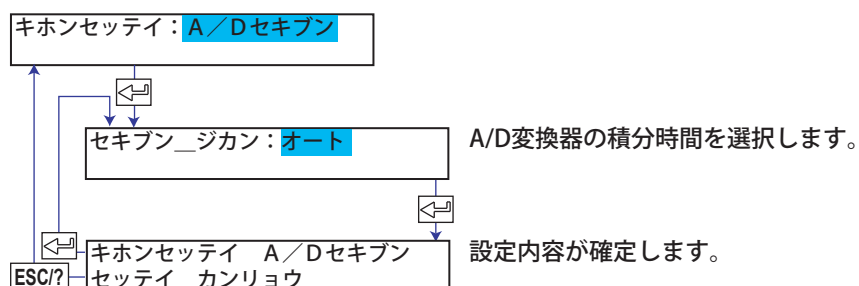 キホンセッテイ：A／Dセキブン
セキブン＿ジカン：オート
A/D変換器の積分時間を選択します。
キホンセッテイ　A／Dセキブン
設定内容が確定します。
ESC/?
セッテイ　カンリョウ